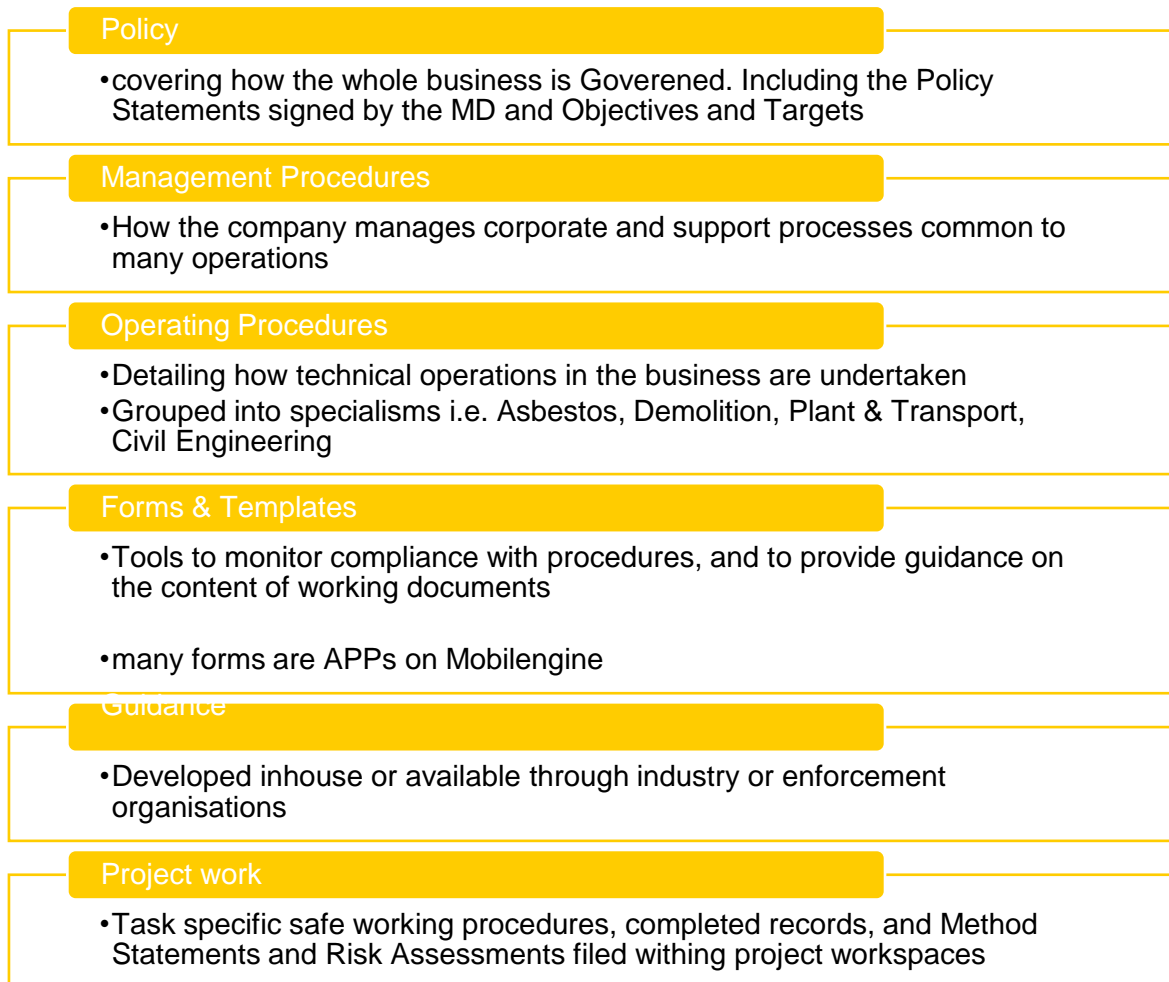 Policy
•covering how the whole business is Goverened. Including the Policy
Statements signed by the MD and Objectives and Targets
Management Procedures
•How the company manages corporate and support processes common to
many operations
Operating Procedures
•Detailing how technical operations in the business are undertaken
•Grouped into specialisms i.e. Asbestos, Demolition, Plant & Transport,
Civil Engineering
Forms & Templates
•Tools to monitor compliance with procedures, and to provide guidance on
the content of working documents
•many forms are APPs on Mobilengine
Guidance
•Developed inhouse or available through industry or enforcement
organisations
Project work
•Task specific safe working procedures, completed records, and Method
Statements and Risk Assessments filed withing project workspaces